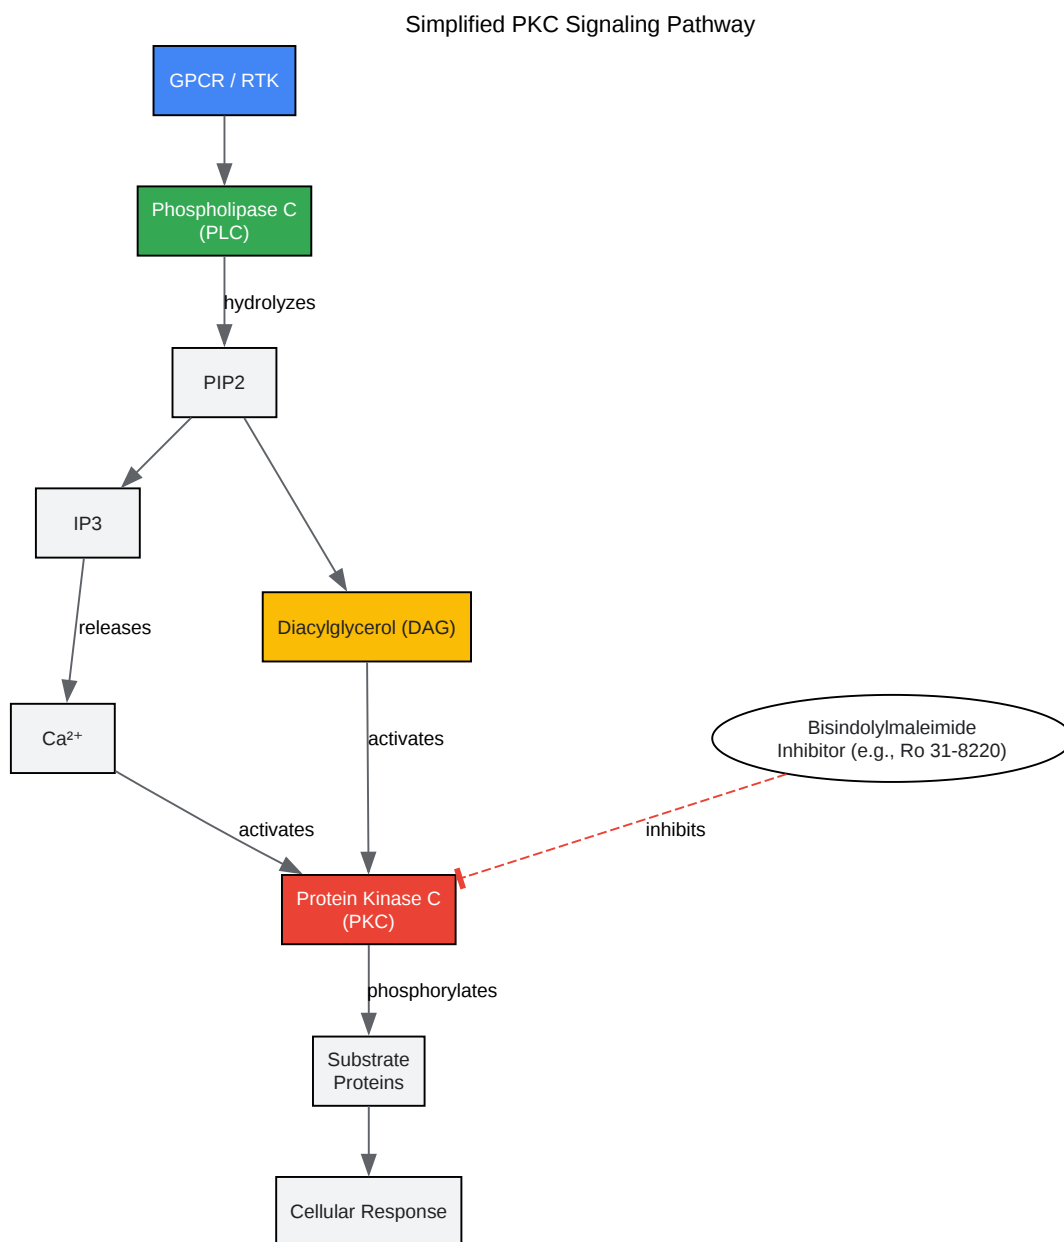 Simplified PKC Signaling Pathway
GPCR / RTK
Phospholipase C
(PLC)
hydrolyzes
PIP2
IP3
releases
Diacylglycerol (DAG)
Ca²⁺
activates
Bisindolylmaleimide
Inhibitor (e.g., Ro 31-8220)
activates
inhibits
Protein Kinase C
(PKC)
phosphorylates
Substrate
Proteins
Cellular Response